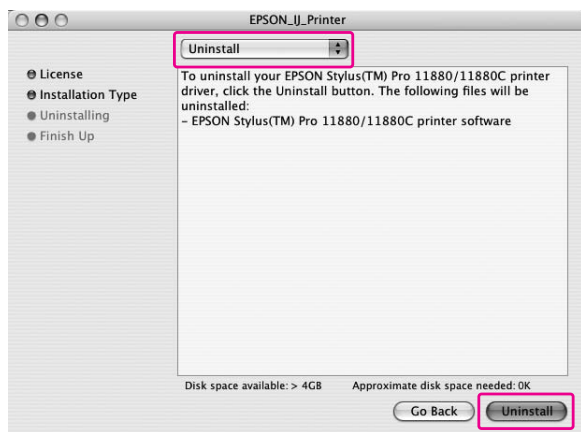 EPSON_IJ_Printer
Uninstall
License
Installation Type
Uninstalling
Finish Up
To uninstall your EPSON Stylus(TM) Pro 11880/11880C printer
driver, click the Uninstall button. The following files will be
uninstalled:
– EPSON Stylus(TM) Pro 11880/11880C printer software
Disk space available: > 4GB Approximate disk space needed: 0K
Go Back Uninstall